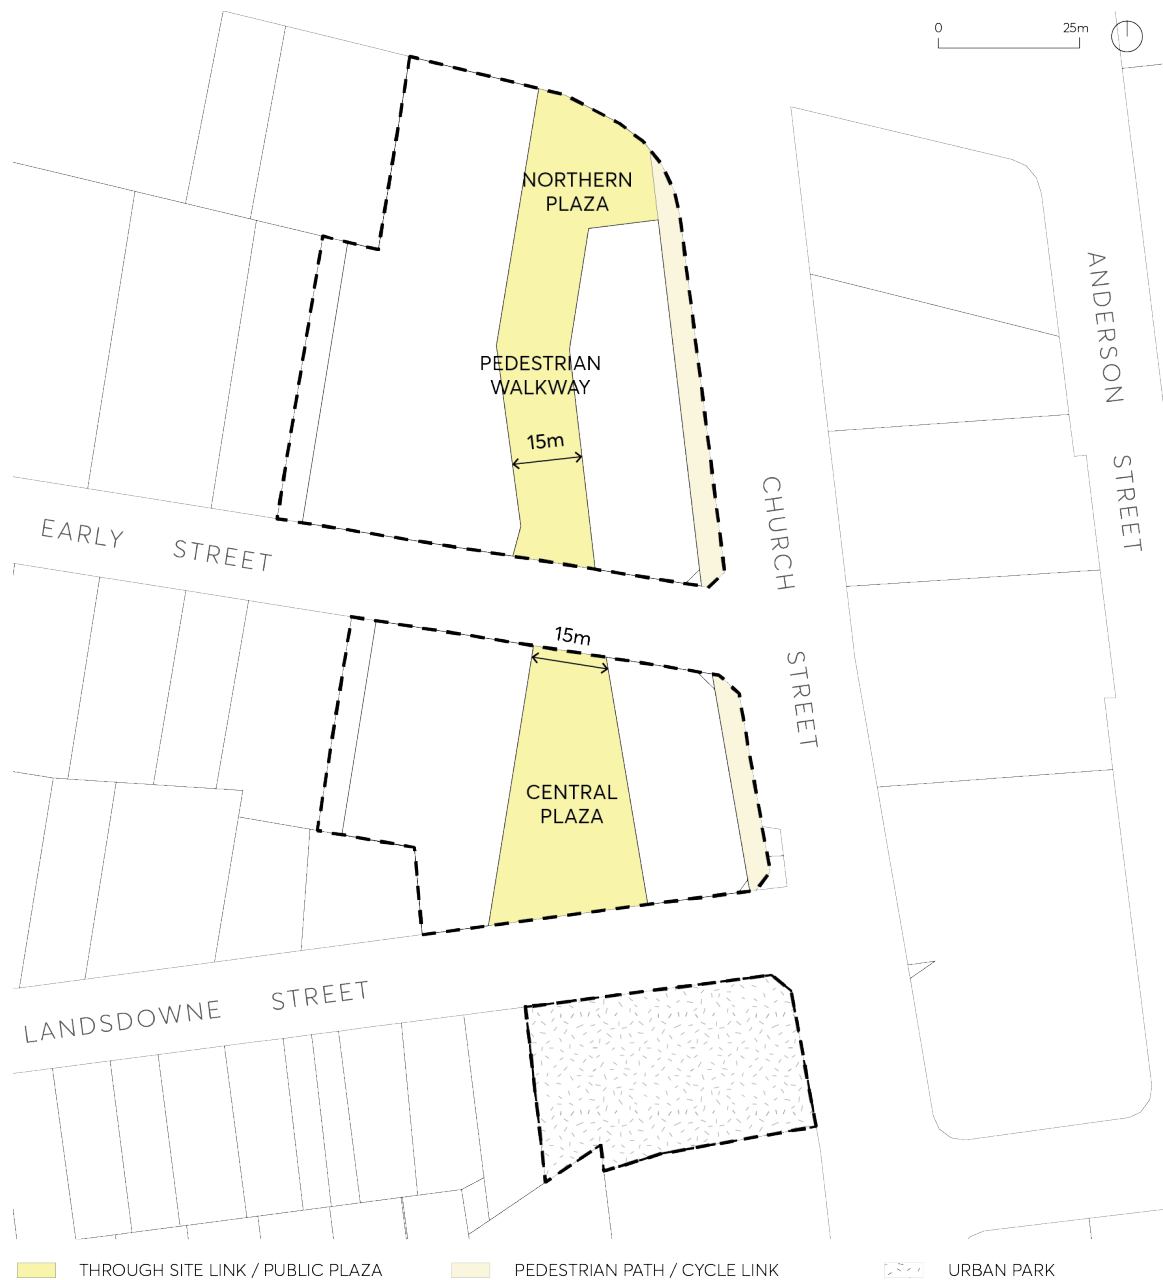 0 25m
NORTHERN
PLAZA
ANDERSON STREET
PEDESTRIAN
WALKWAY
15m
CHURCH STREET
EARLY STREET
15m
CENTRAL
PLAZA
LANDSDOWNE STREET
THROUGH SITE LINK / PUBLIC PLAZA
PEDESTRIAN PATH / CYCLE LINK
URBAN PARK